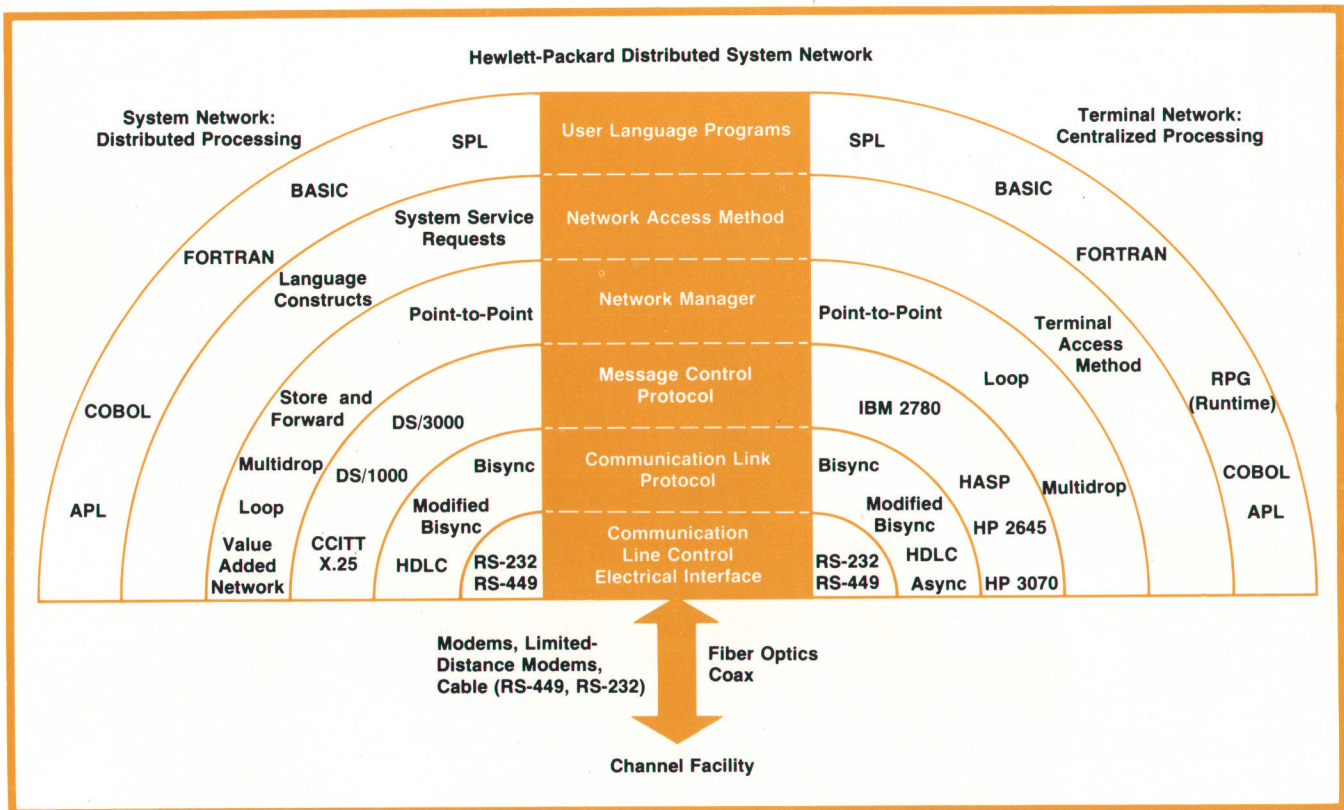 Hewlett-Packard Distributed System Network
System Network:
Distributed Processing
Terminal Network:
Centralized Processing
User Language Programs
Network Access Method
Network Manager
Message Control
Protocol
Communication Link
Protocol
Communication
Line Control
Electrical Interface
SPL
BASIC
FORTRAN
COBOL
APL
System Service
Requests
Language
Constructs
Point-to-Point
Store and
Forward
Multidrop
Loop
Value
Added
Network
DS/3000
DS/1000
CCITT
X.25
Bisync
Modified
Bisync
HDLC
RS-232
RS-449
SPL
BASIC
FORTRAN
RPG
(Runtime)
COBOL
APL
Terminal
Access
Method
Point-to-Point
Loop
Multidrop
IBM 2780
HASP
HP 2645
HP 3070
Bisync
Modified
Bisync
HDLC
Async
RS-232
RS-449
Modems, Limited-
Distance Modems,
Cable (RS-449, RS-232)
Fiber Optics
Coax
Channel Facility